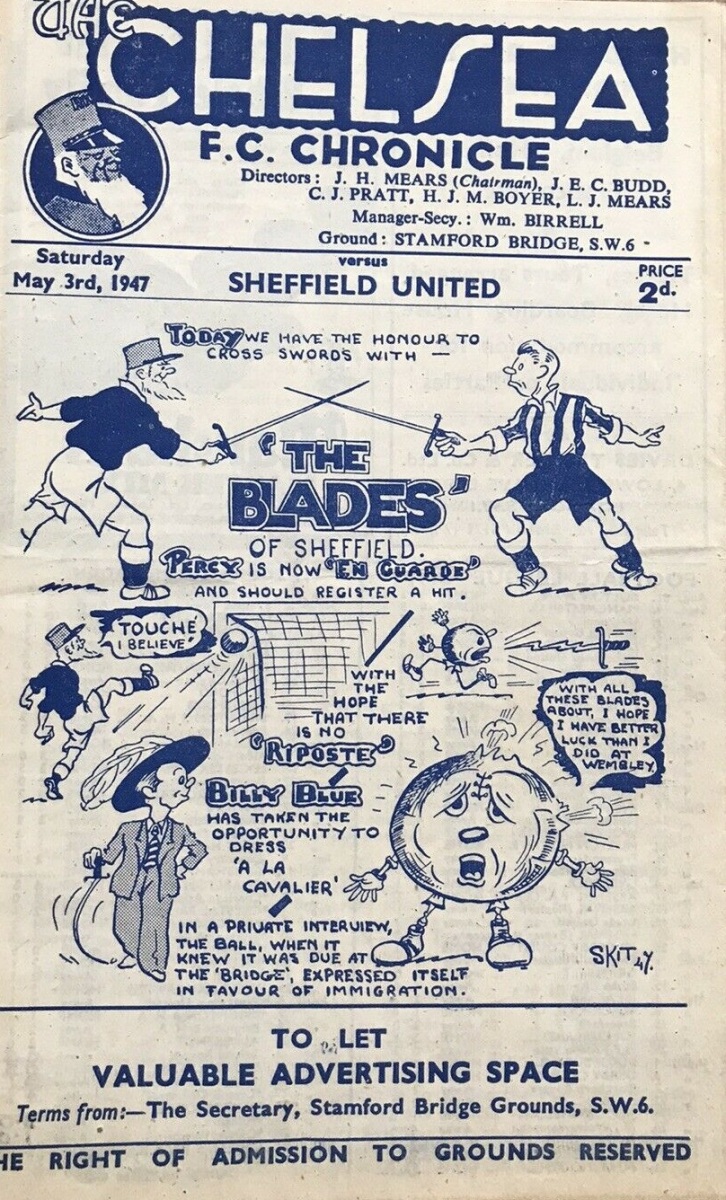 THE
CHELSEA
F.C. CHRONICLE
Directors: J. H. MEARS (Chairman), J. E. C. BUDD,
C. J. PRATT, H. J. M. BOYER, L. J. MEARS
Manager-Secy.: Wm. BIRRELL
Ground: STAMFORD BRIDGE, S.W.6
Saturday
May 3rd, 1947
versus
SHEFFIELD UNITED
PRICE
2d.
TODAY WE HAVE THE HONOUR TO
CROSS SWORDS WITH —
'THE
BLADES'
OF SHEFFIELD.
PERCY IS NOW "EN GUARDE"
AND SHOULD REGISTER A HIT.
"TOUCHÉ
I BELIEVE"
WITH
THE
HOPE
THAT THERE
IS NO
"RIPOSTE"
WITH ALL
THESE BLADES
ABOUT, I HOPE
I HAVE BETTER
LUCK THAN I
DID AT
WEMBLEY.
BILLY BLUE
HAS TAKEN THE
OPPORTUNITY TO
DRESS
'A LA
CAVALIER'
IN A PRIVATE INTERVIEW,
THE BALL, WHEN IT
KNEW IT WAS DUE AT
THE 'BRIDGE', EXPRESSED ITSELF
IN FAVOUR OF IMMIGRATION.
SKIT 47.
TO LET
VALUABLE ADVERTISING SPACE
Terms from:—The Secretary, Stamford Bridge Grounds, S.W.6.
HE RIGHT OF ADMISSION TO GROUNDS RESERVED